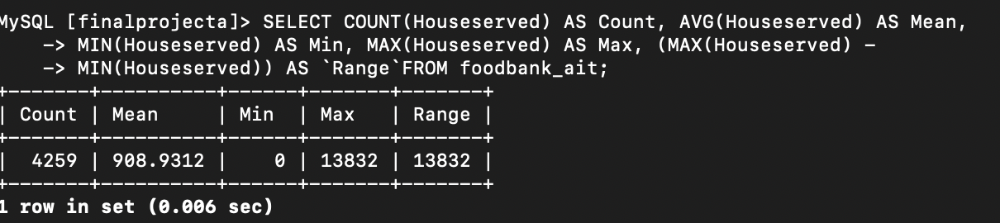 MySQL [finalprojecta]> SELECT COUNT(Houseserved) AS Count, AVG(Houseserved) AS Mean,
    -> MIN(Houseserved) AS Min, MAX(Houseserved) AS Max, (MAX(Houseserved) -
    -> MIN(Houseserved)) AS `Range`FROM foodbank_ait;
+-------+----------+------+-------+-------+
| Count | Mean     | Min  | Max   | Range |
+-------+----------+------+-------+-------+
|  4259 | 908.9312 |    0 | 13832 | 13832 |
+-------+----------+------+-------+-------+
1 row in set (0.006 sec)